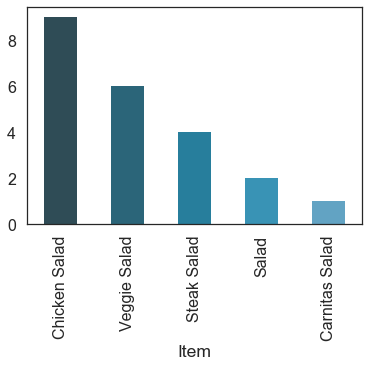 8
6
4
2
0
Chicken Salad
Veggie Salad
Steak Salad
Salad
Carnitas Salad
Item